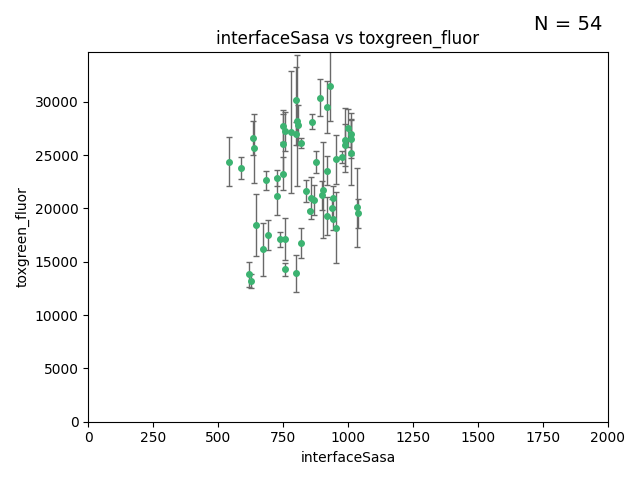 N = 54
interfaceSasa vs toxgreen_fluor
30000
25000
20000
15000
10000
5000
0
toxgreen_fluor
0 250 500 750 1000 1250 1500 1750 2000
interfaceSasa